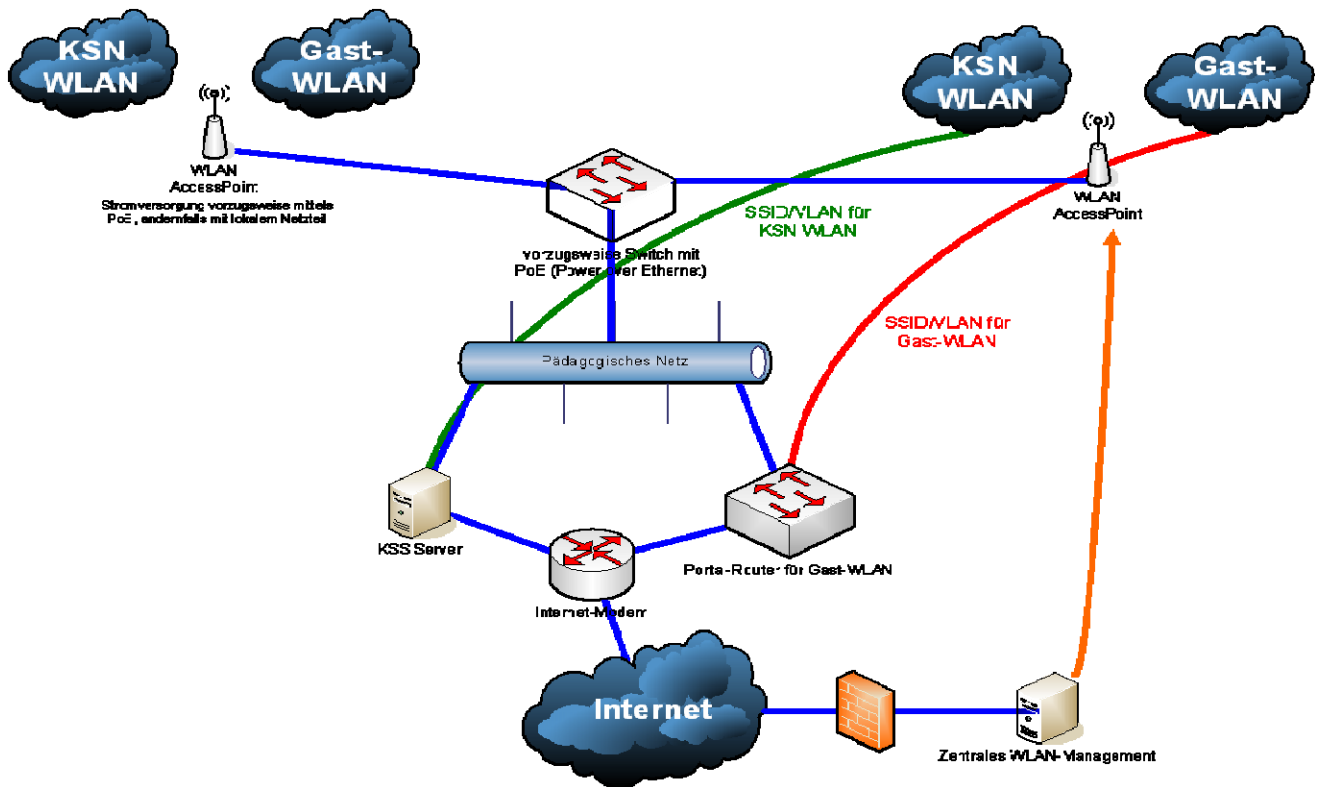 KSN
WLAN
Gast-
WLAN
KSN
WLAN
Gast-
WLAN
WLAN
AccessPoint
Stromversorgung vorzugsweise mittels
PoE, andernfalls mit lokalem Netzteil
WLAN
AccessPoint
SSID/VLAN für
KSN WLAN
vorzugsweise Switch mit
PoE (Power over Ethernet)
SSID/VLAN für
Gast-WLAN
Pädagogisches Netz
KSS Server
Portal-Router für Gast-WLAN
Internet-Modem
Internet
Zentrales WLAN-Management